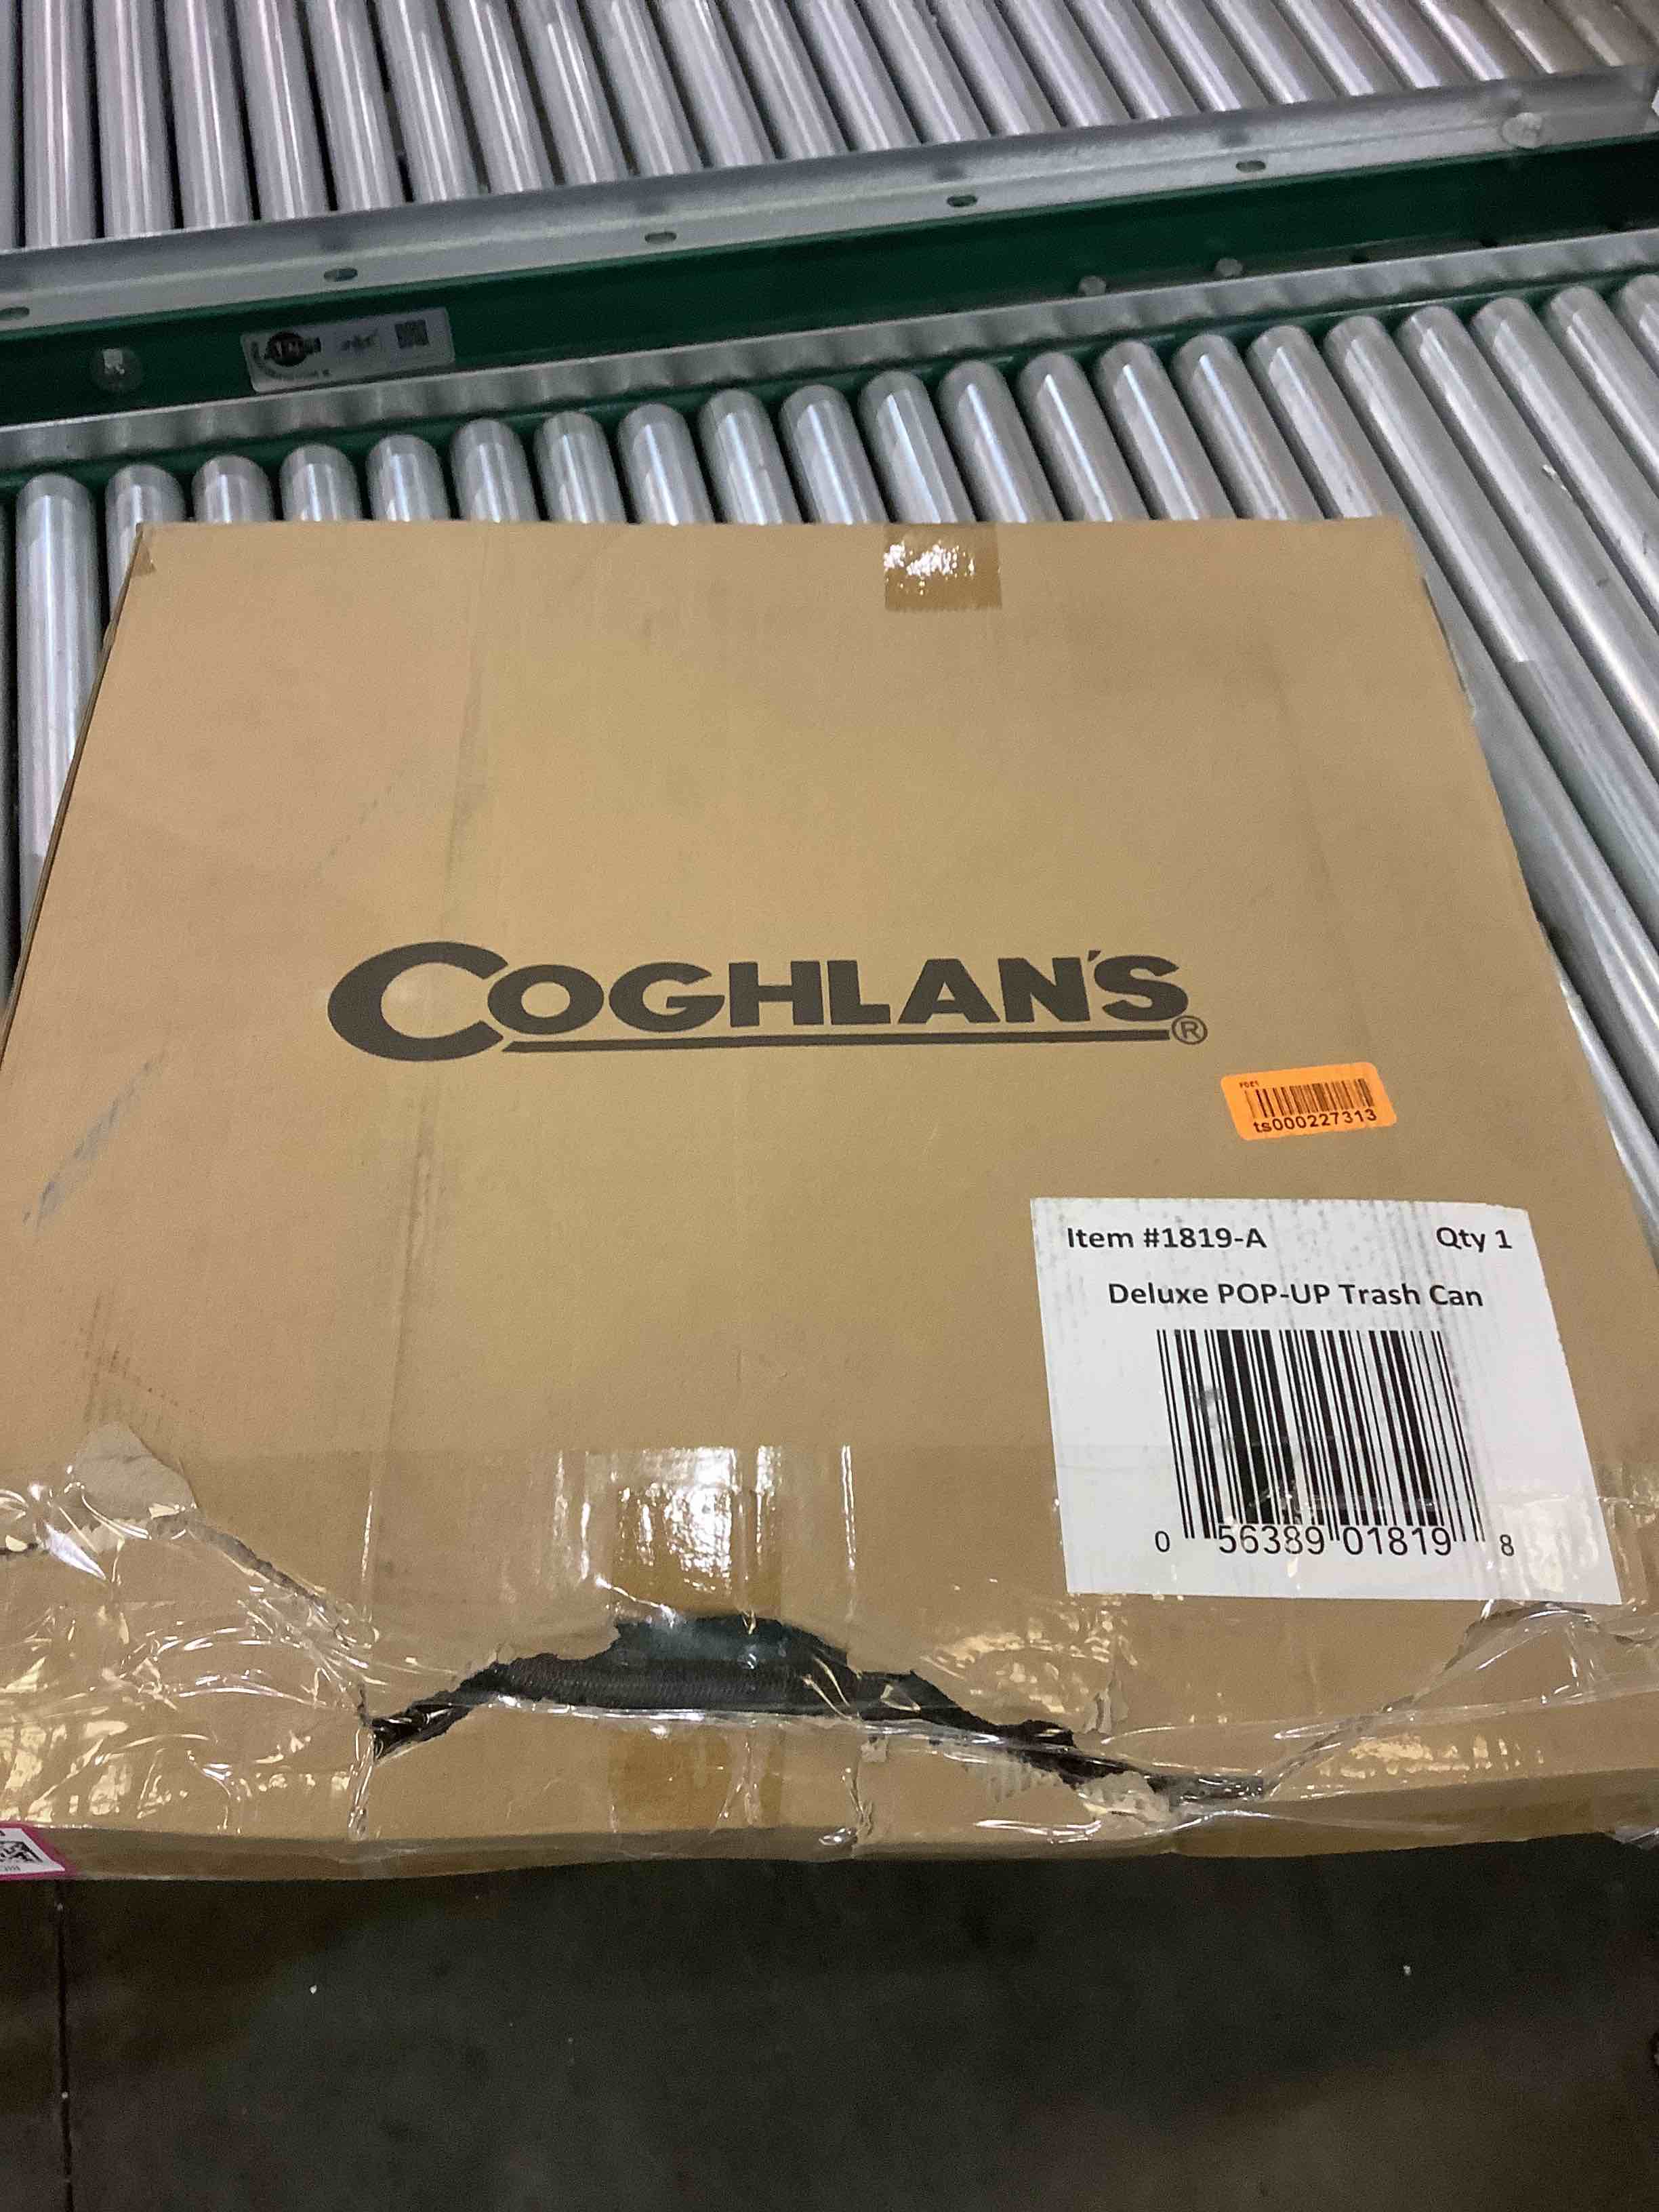 COGHLAN'S®
ts000227313
Item #1819-A Qty 1
Deluxe POP-UP Trash Can
0 56389 01819 8